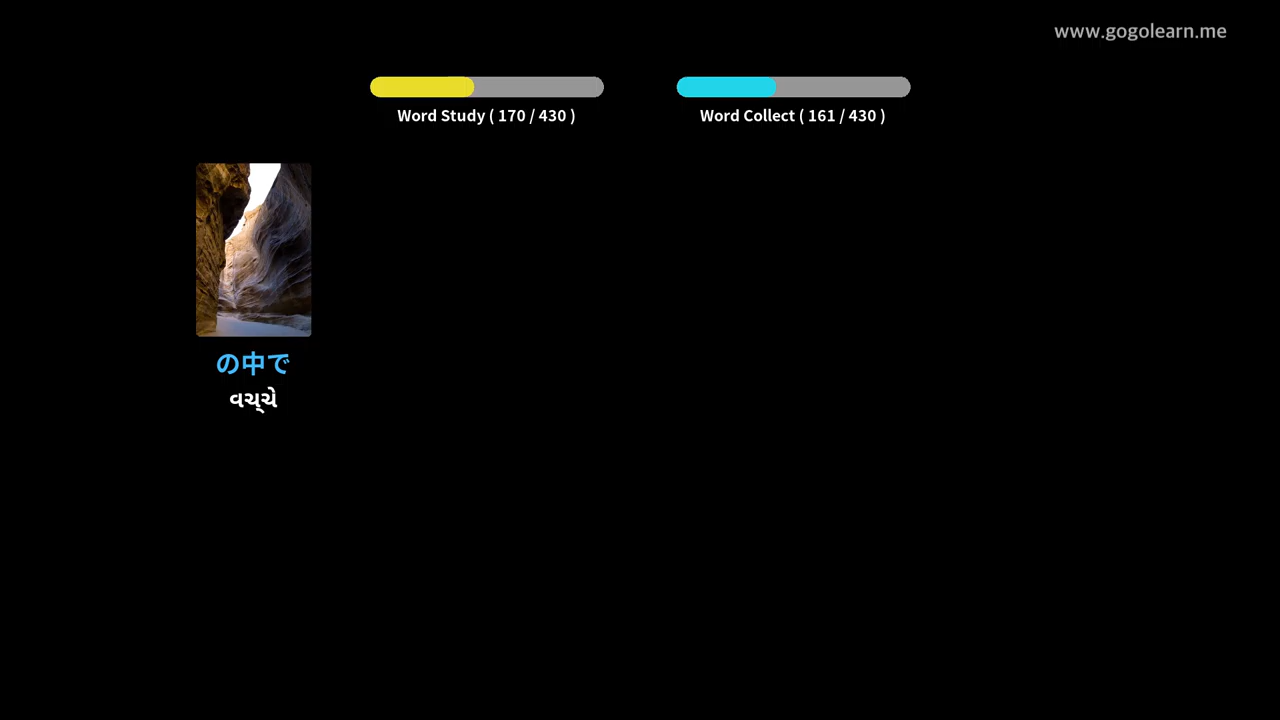 www.gogolearn.me
Word Study ( 170 / 430 )
Word Collect ( 161 / 430 )
の中で
વચ્ચે